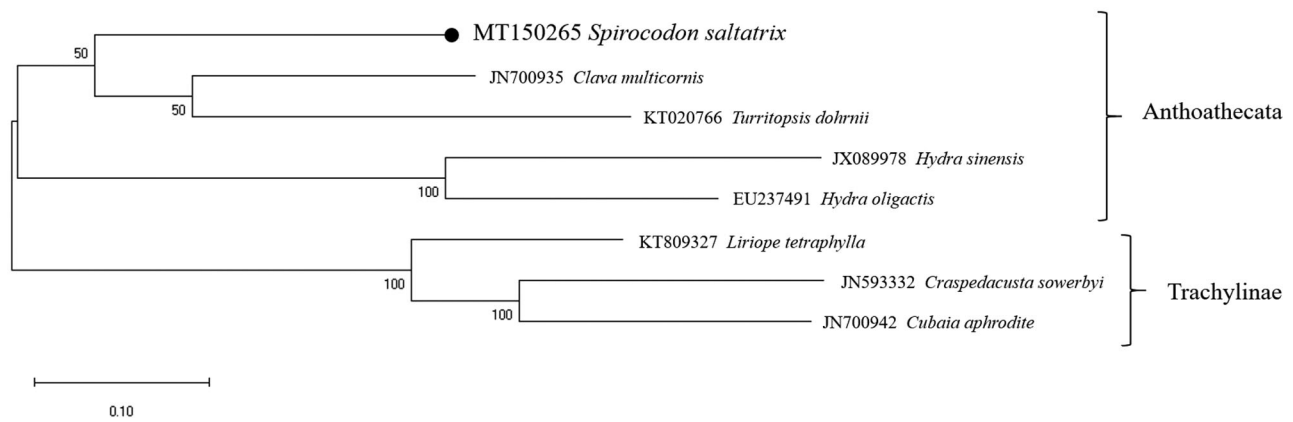 MT150265 Spirocodon saltatrix
50
JN700935 Clava multicornis
50
KT020766 Turritopsis dohrnii
Anthoathecata
JX089978 Hydra sinensis
100
EU237491 Hydra oligactis
KT809327 Liriope tetraphylla
100
JN593332 Craspedacusta sowerbyi
Trachylinae
100
JN700942 Cubaia aphrodite
0.10